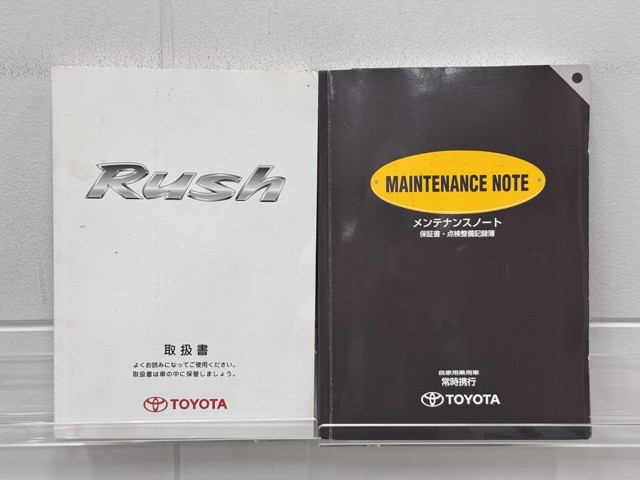 Rush
取扱書
よくお読みになってご使用ください。
取扱書は車の中に保管しましょう。
TOYOTA
MAINTENANCE NOTE
メンテナンスノート
保証書・点検整備記録簿
自家用乗用車
常時携行
TOYOTA